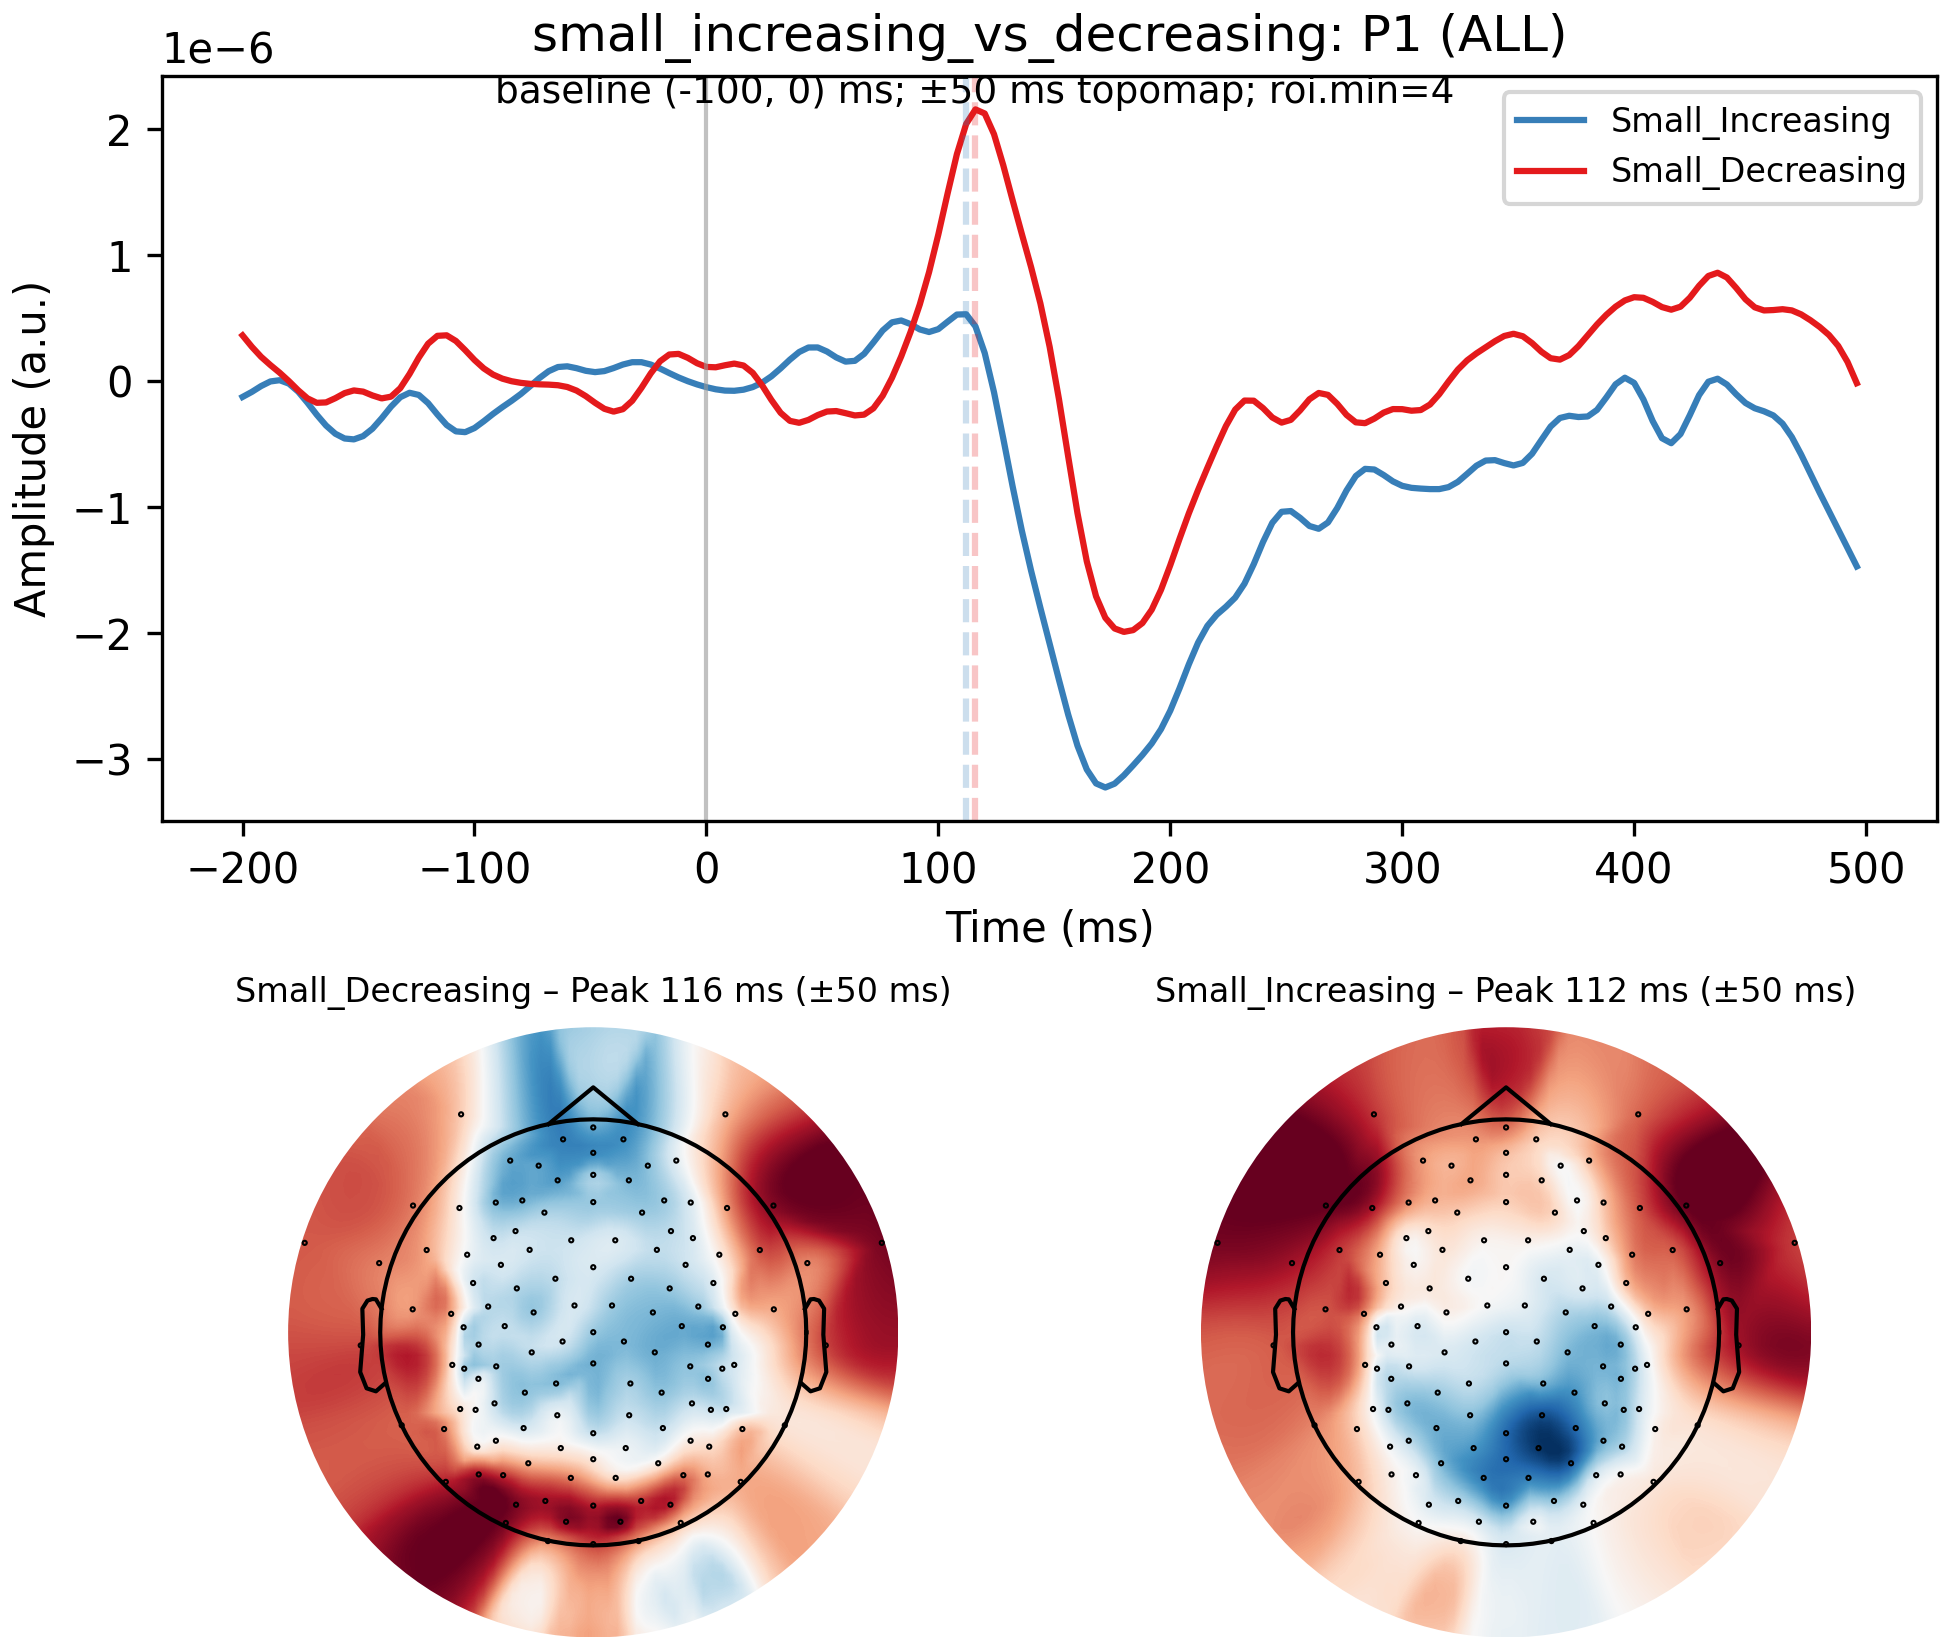 small_increasing_vs_decreasing: P1 (ALL)
1e−6
baseline (-100, 0) ms; ±50 ms topomap; roi.min=4
Small_Increasing
Small_Decreasing
Amplitude (a.u.)
2
1
0
−1
−2
−3
−200
−100
0
100
200
300
400
500
Time (ms)
Small_Decreasing – Peak 116 ms (±50 ms)
Small_Increasing – Peak 112 ms (±50 ms)